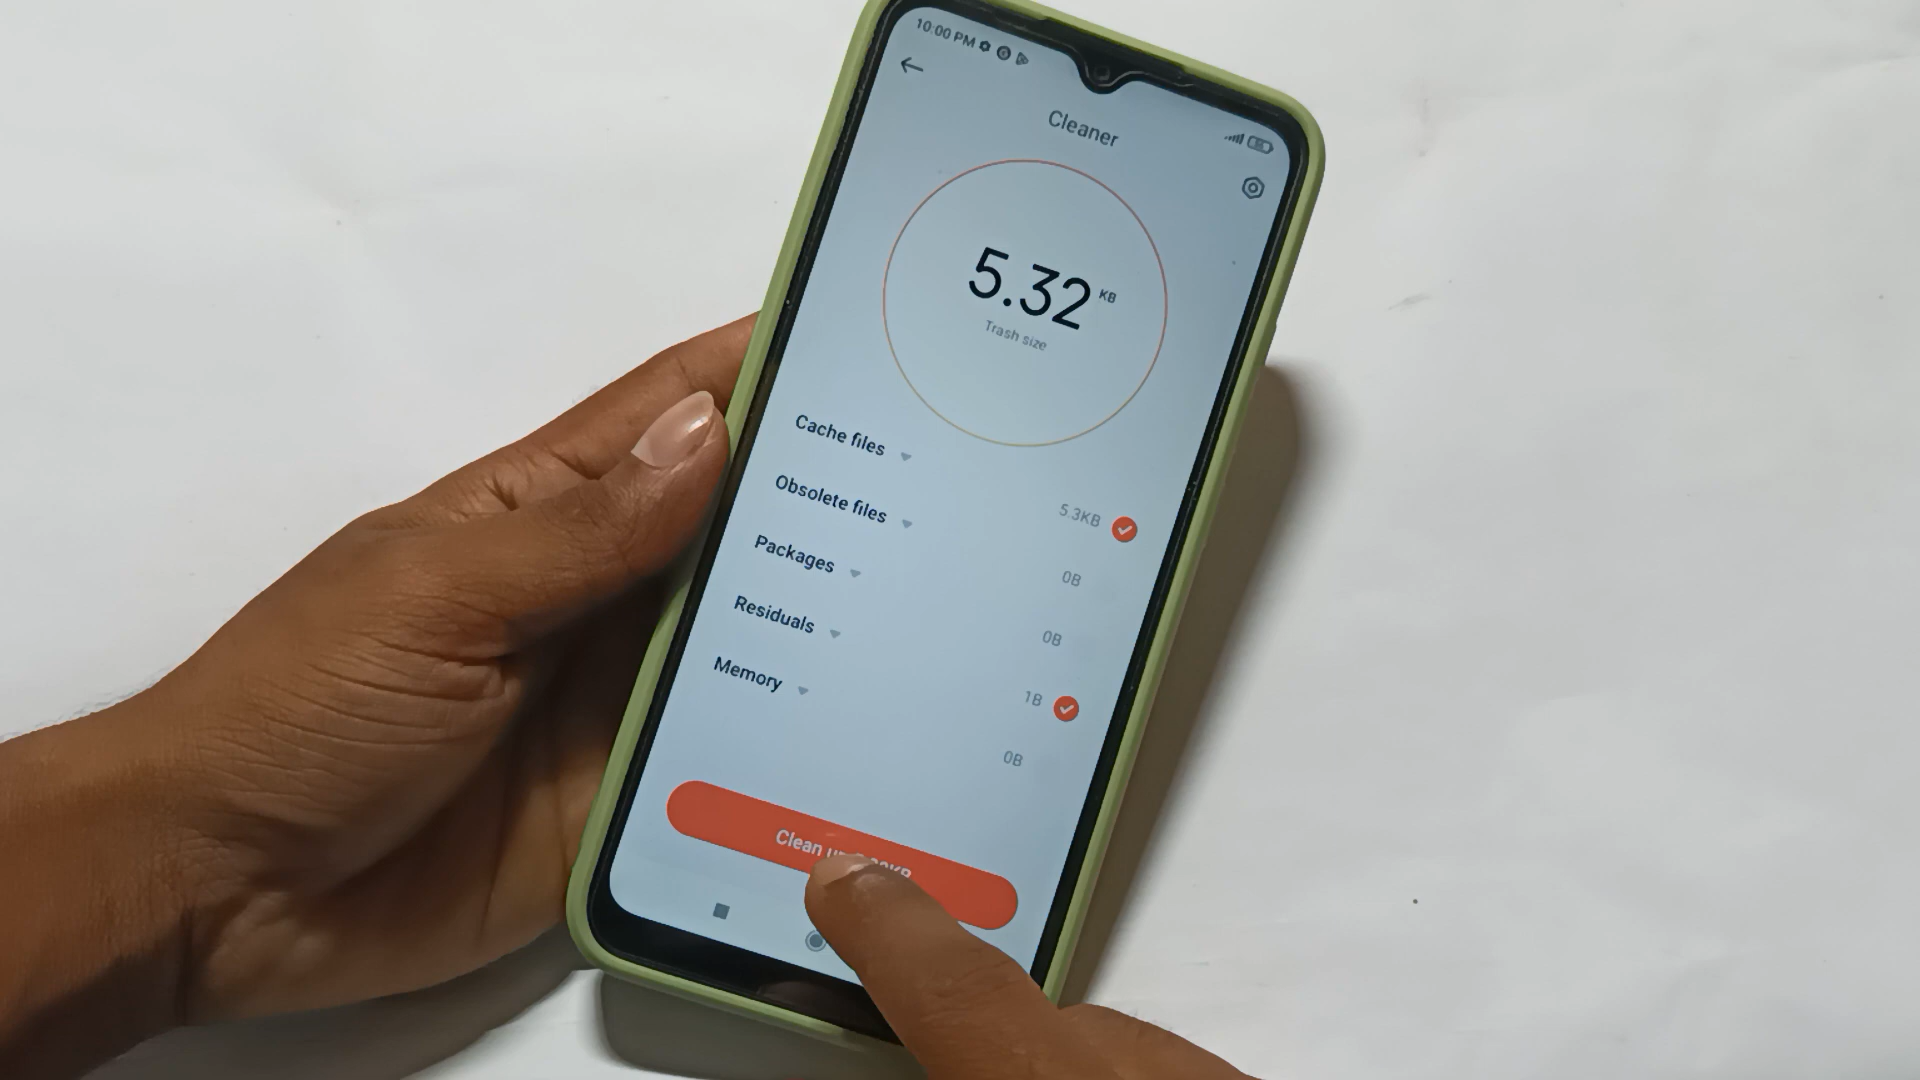 10:00 PM
Cleaner
5.32 KB
Trash size
Cache files
5.3KB
Obsolete files
0B
Packages
0B
Residuals
1B
Memory
0B
Clean